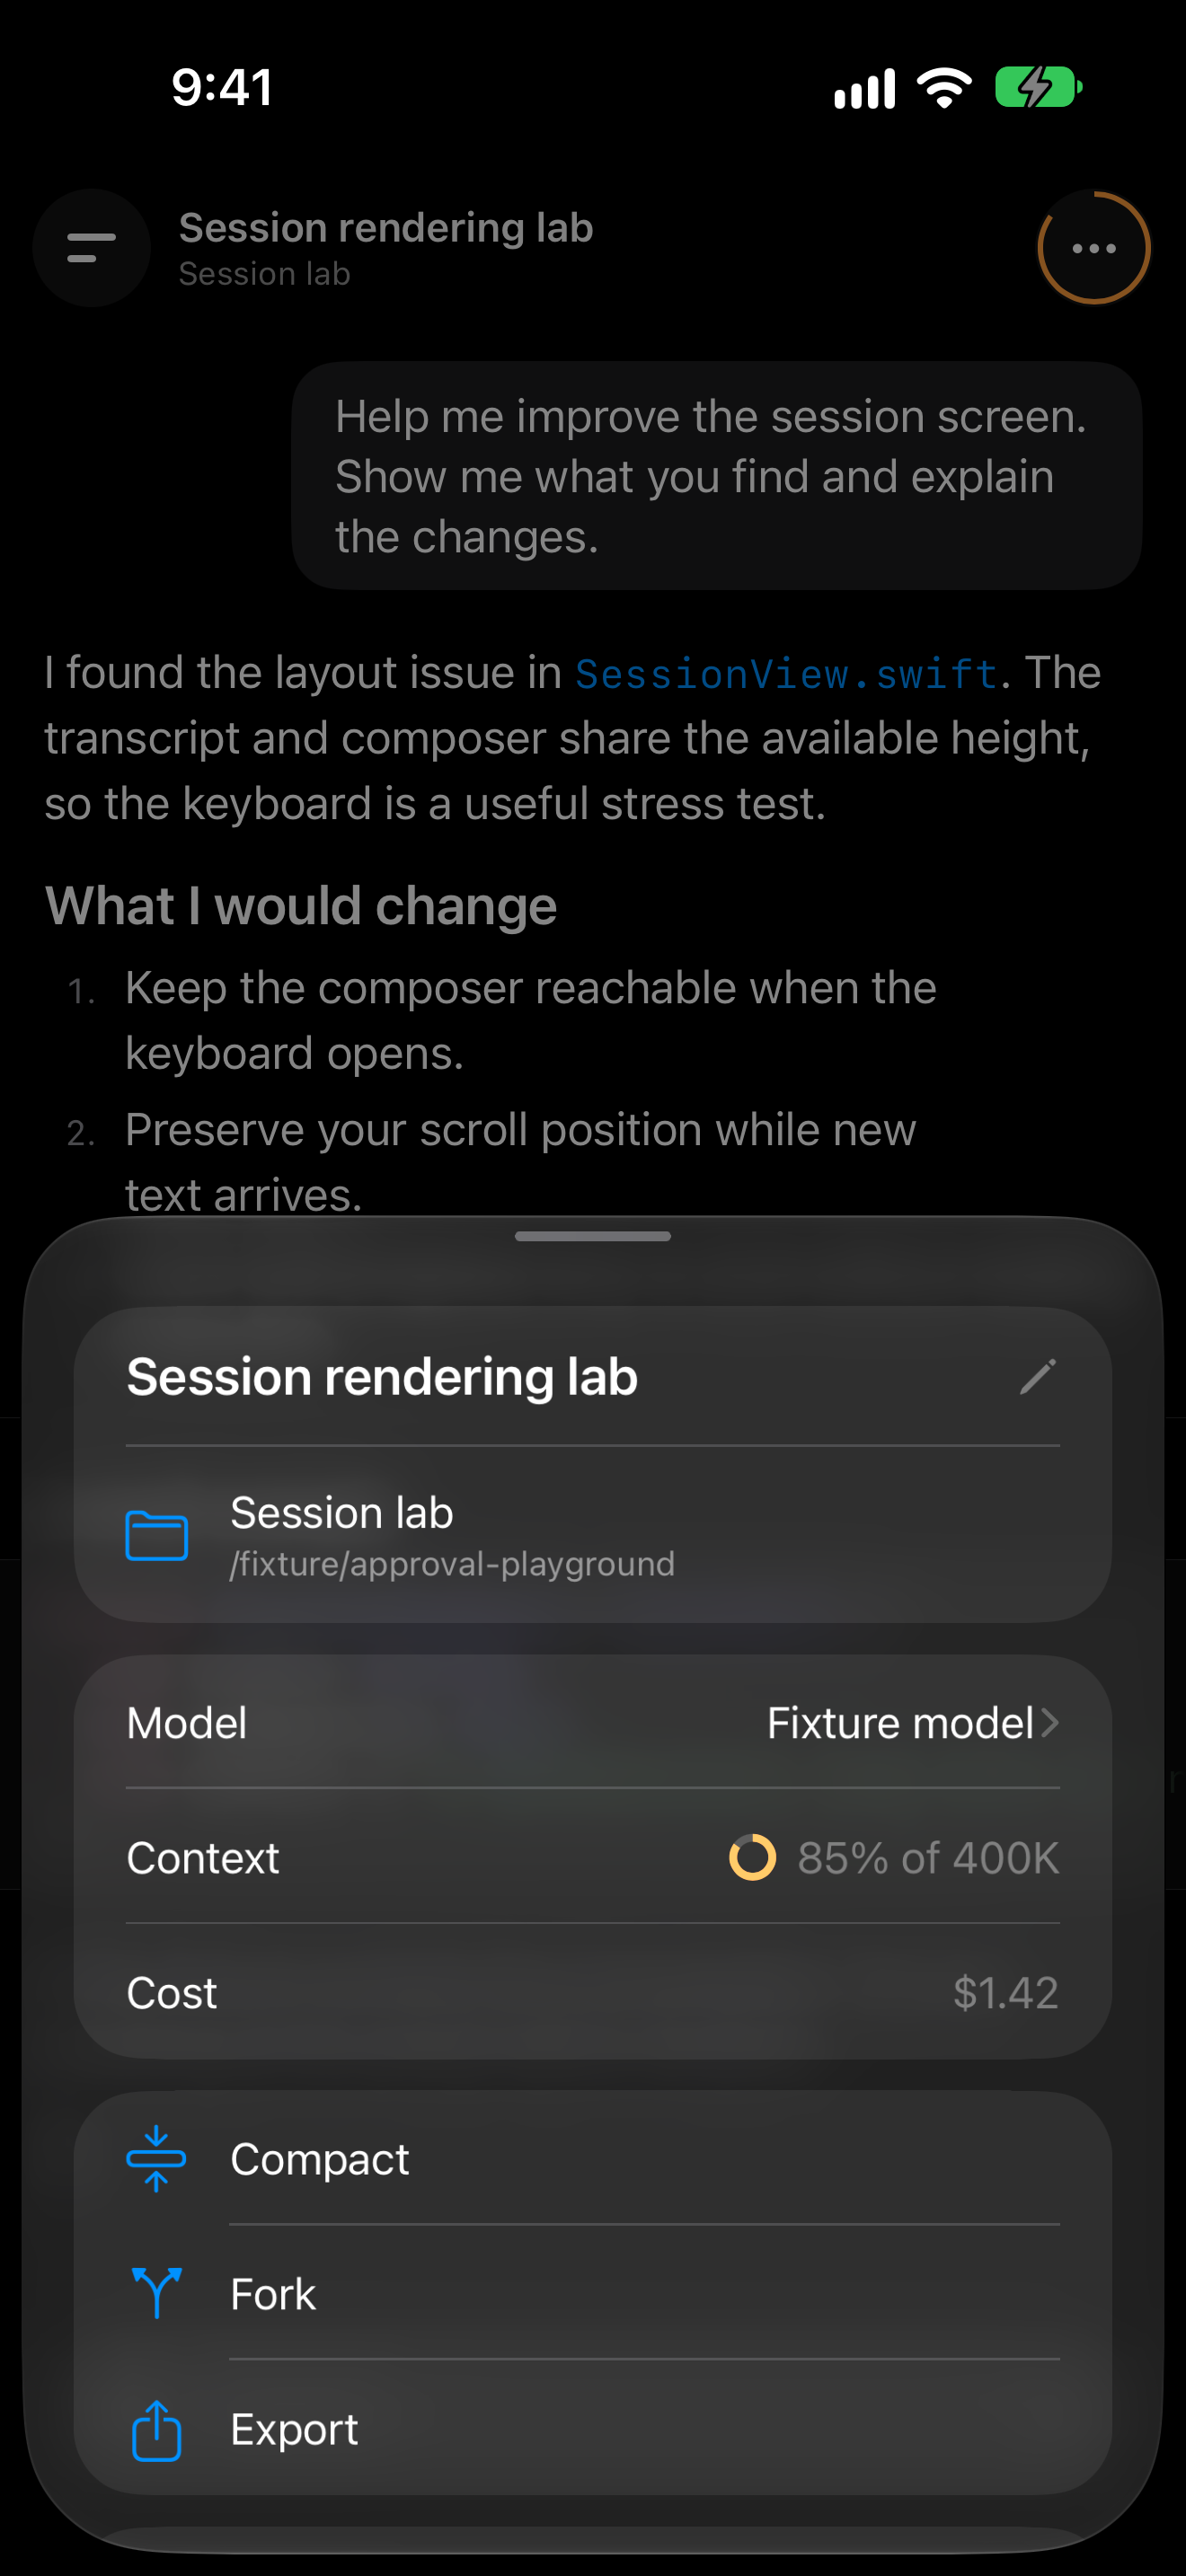 9:41
Session rendering lab
Session lab
Help me improve the session screen.
Show me what you find and explain
the changes.
I found the layout issue in SessionView.swift. The
transcript and composer share the available height,
so the keyboard is a useful stress test.
What I would change
1. Keep the composer reachable when the
keyboard opens.
2. Preserve your scroll position while new
text arrives.
Session rendering lab
Session lab
/fixture/approval-playground
Model Fixture model
Context 85% of 400K
Cost $1.42
Compact
Fork
Export